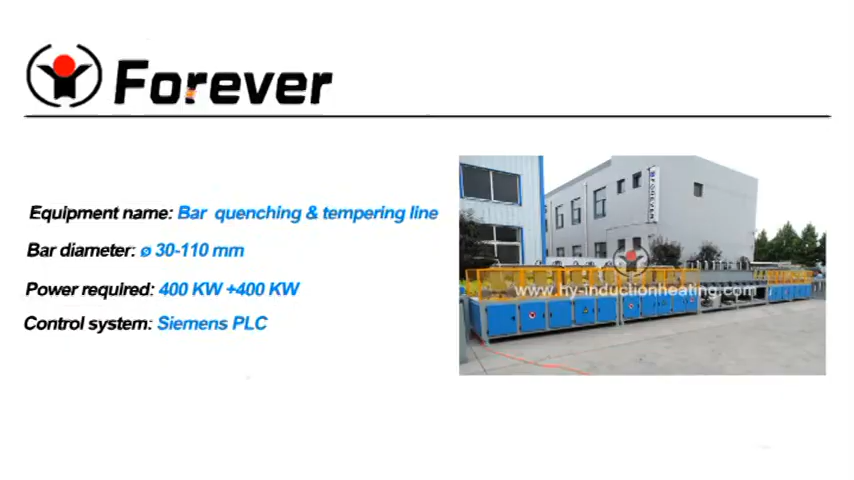 Forever
Equipment name: Bar quenching & tempering line
Bar diameter: ø 30-110 mm
Power required: 400 KW +400 KW
Control system: Siemens PLC
FOREVER
www.hy-inductionheating.com